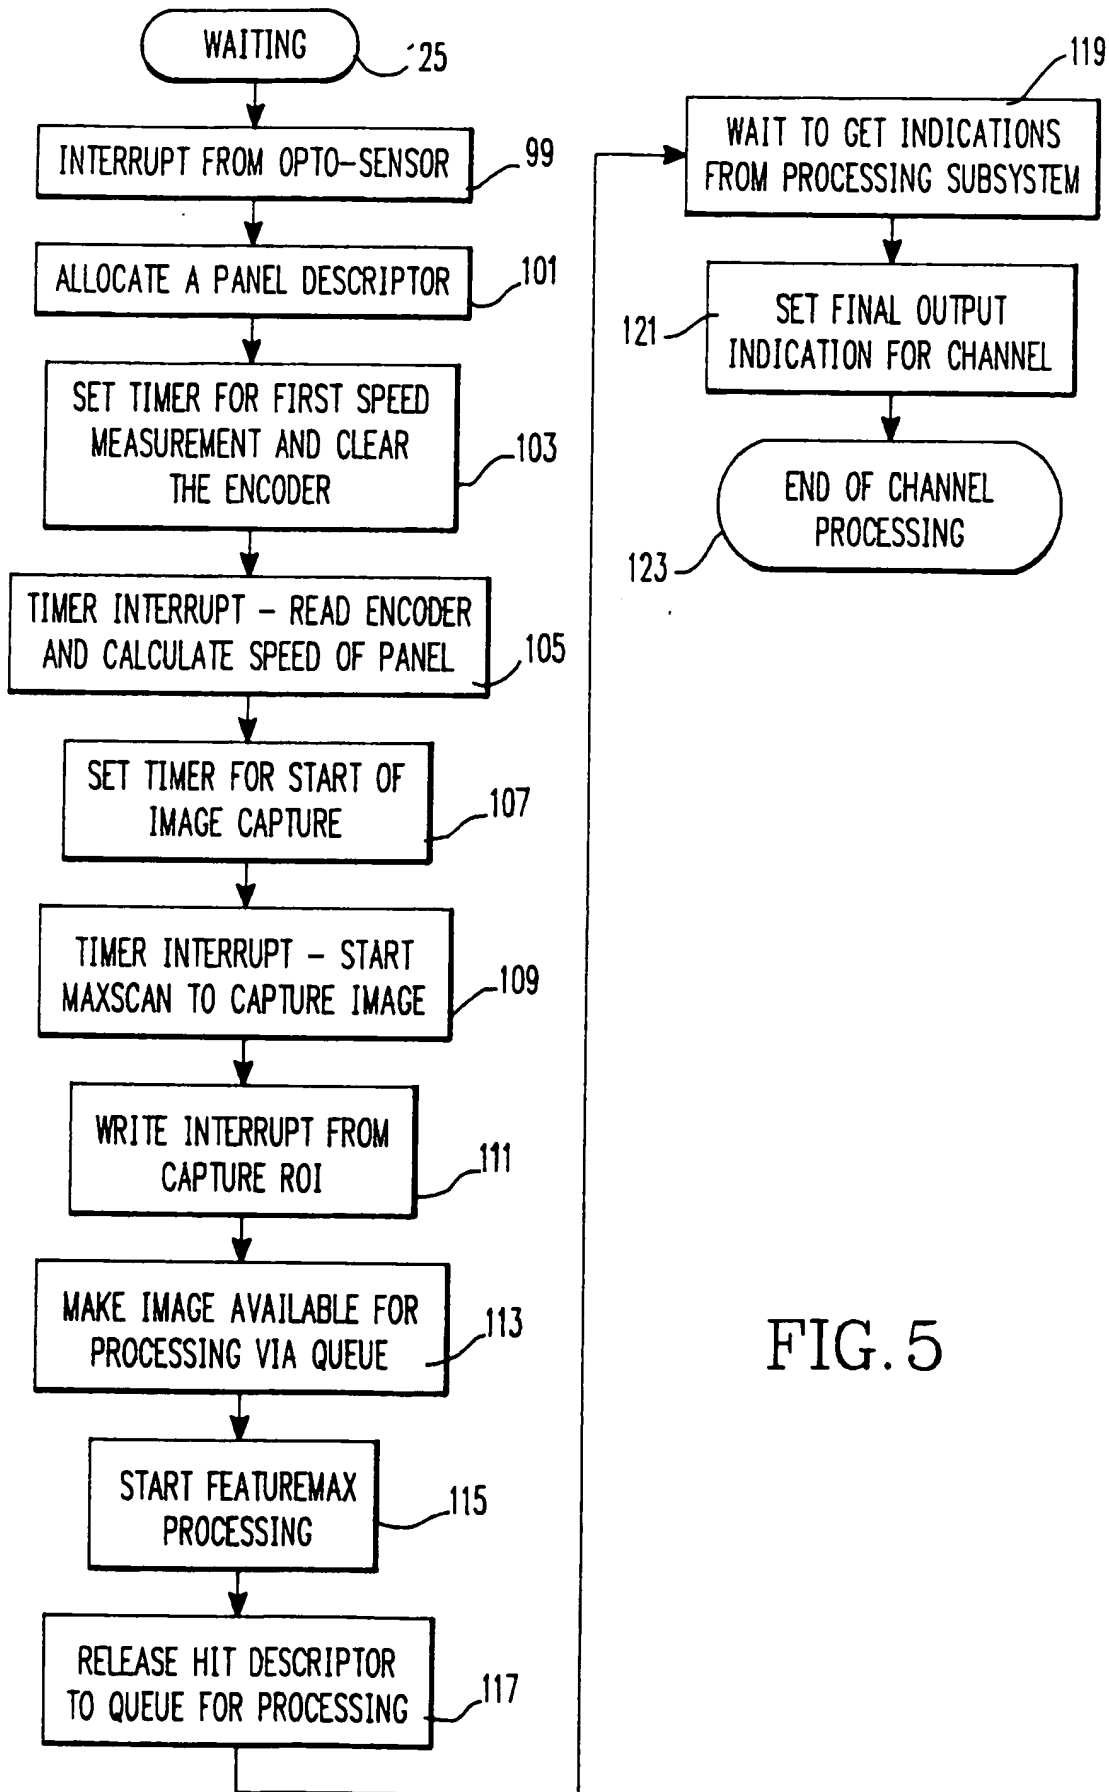 WAITING
125
INTERRUPT FROM OPTO-SENSOR
99
ALLOCATE A PANEL DESCRIPTOR
101
SET TIMER FOR FIRST SPEED
MEASUREMENT AND CLEAR
THE ENCODER
103
TIMER INTERRUPT – READ ENCODER
AND CALCULATE SPEED OF PANEL
105
SET TIMER FOR START OF
IMAGE CAPTURE
107
TIMER INTERRUPT – START
MAXSCAN TO CAPTURE IMAGE
109
WRITE INTERRUPT FROM
CAPTURE ROI
111
MAKE IMAGE AVAILABLE FOR
PROCESSING VIA QUEUE
113
START FEATUREMAX
PROCESSING
115
RELEASE HIT DESCRIPTOR
TO QUEUE FOR PROCESSING
117
119
WAIT TO GET INDICATIONS
FROM PROCESSING SUBSYSTEM
SET FINAL OUTPUT
INDICATION FOR CHANNEL
121
END OF CHANNEL
PROCESSING
123
FIG. 5